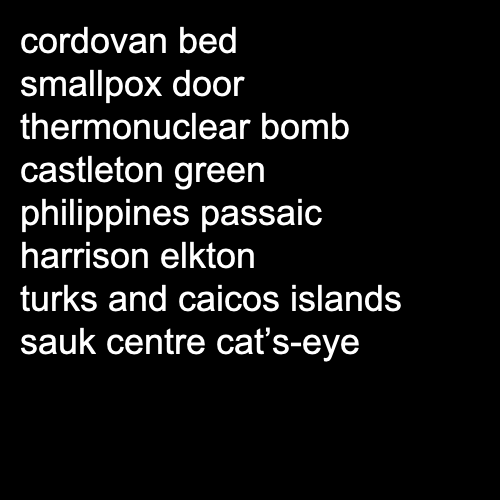 cordovan bed
smallpox door
thermonuclear bomb
castleton green
philippines passaic
harrison elkton
turks and caicos islands
sauk centre cat’s-eye